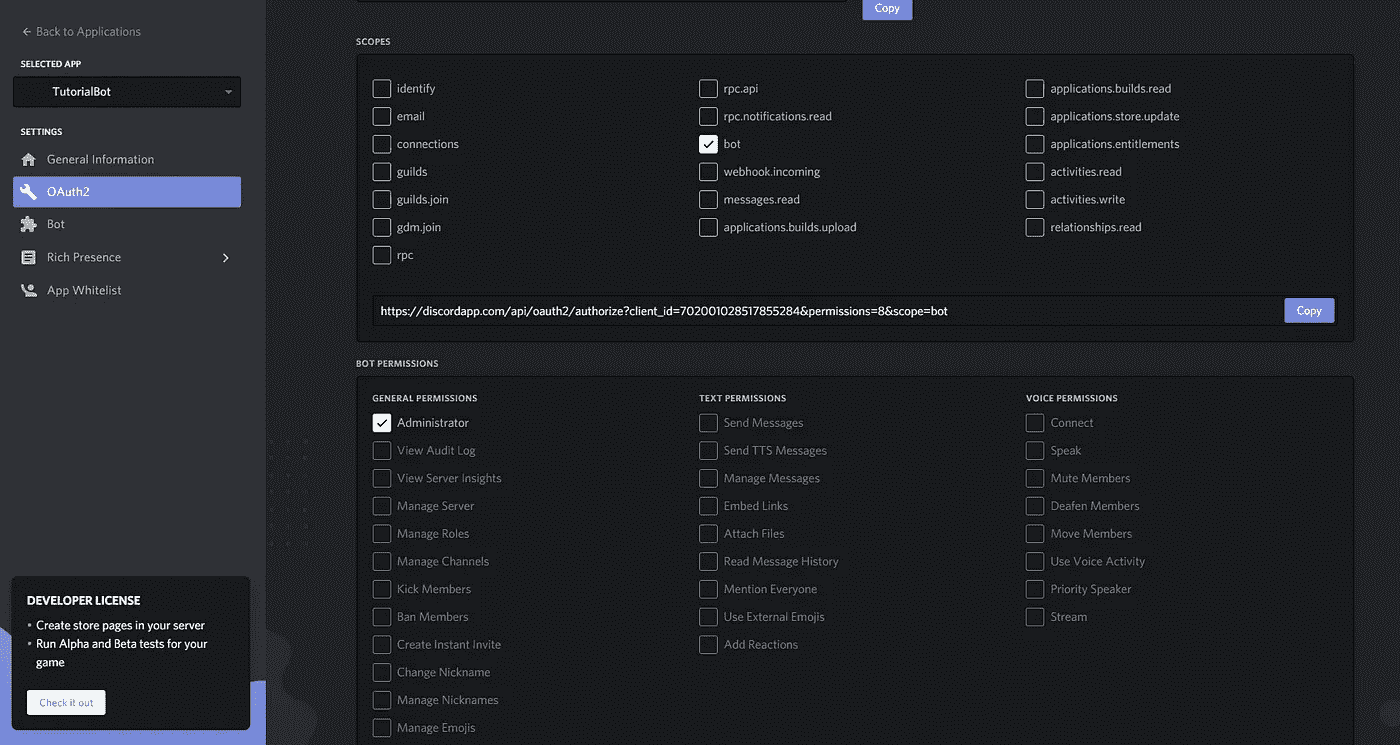 Back to Applications
SELECTED APP
TutorialBot
SETTINGS
General Information
OAuth2
Bot
Rich Presence
App Whitelist
DEVELOPER LICENSE
• Create store pages in your server
• Run Alpha and Beta tests for your
game
Check it out
Copy
SCOPES
identify
email
connections
guilds
guilds.join
gdm.join
rpc
rpc.api
rpc.notifications.read
bot
webhook.incoming
messages.read
applications.builds.upload
applications.builds.read
applications.store.update
applications.entitlements
activities.read
activities.write
relationships.read
https://discordapp.com/api/oauth2/authorize?client_id=702001028517855284&permissions=8&scope=bot
Copy
BOT PERMISSIONS
GENERAL PERMISSIONS
Administrator
View Audit Log
View Server Insights
Manage Server
Manage Roles
Manage Channels
Kick Members
Ban Members
Create Instant Invite
Change Nickname
Manage Nicknames
Manage Emojis
TEXT PERMISSIONS
Send Messages
Send TTS Messages
Manage Messages
Embed Links
Attach Files
Read Message History
Mention Everyone
Use External Emojis
Add Reactions
VOICE PERMISSIONS
Connect
Speak
Mute Members
Deafen Members
Move Members
Use Voice Activity
Priority Speaker
Stream